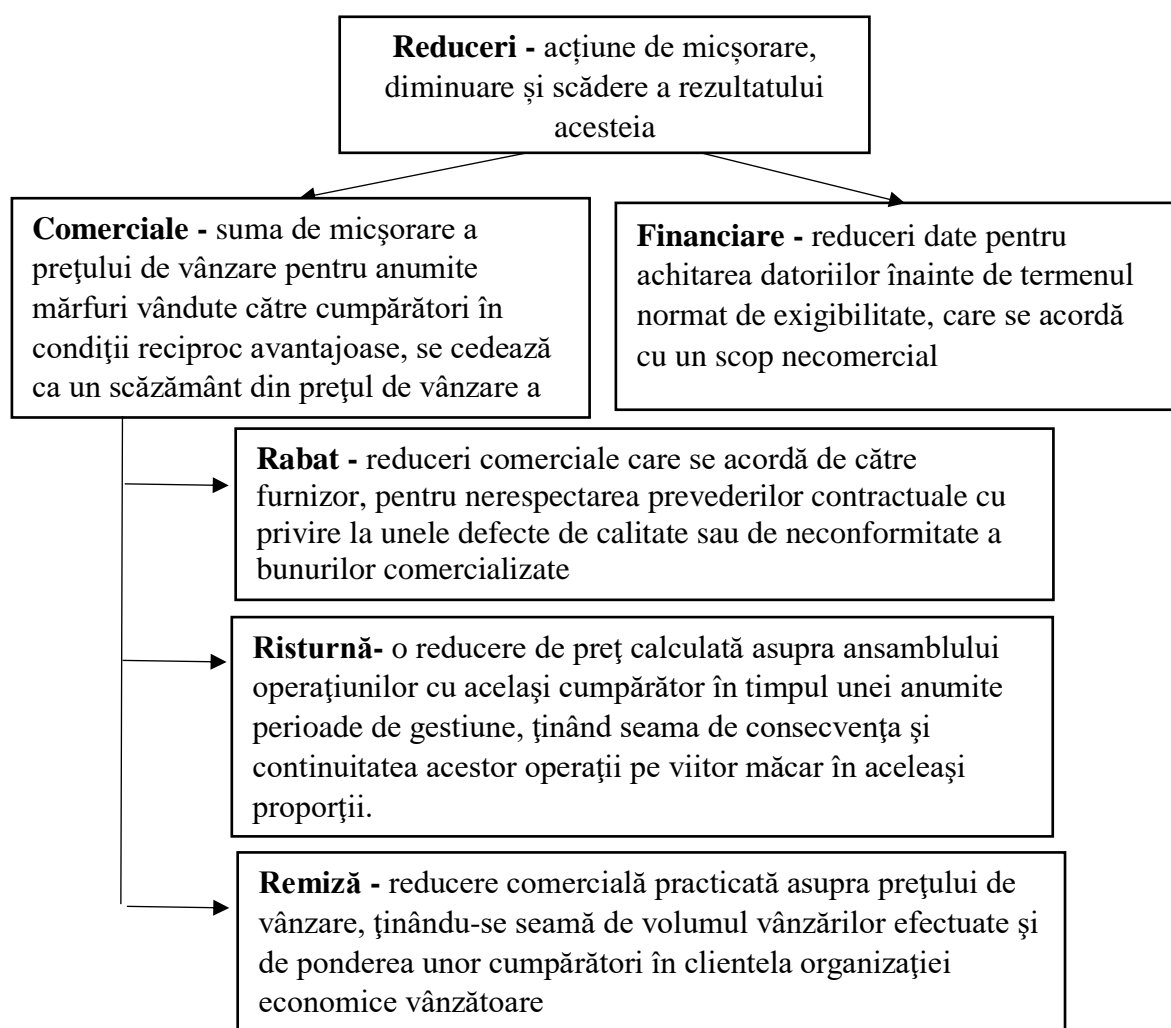 Reduceri - acțiune de micșorare,
diminuare și scădere a rezultatului
acesteia
Comerciale - suma de micşorare a
preţului de vânzare pentru anumite
mărfuri vândute către cumpărători în
condiţii reciproc avantajoase, se cedează
ca un scăzământ din preţul de vânzare a
Financiare - reduceri date pentru
achitarea datoriilor înainte de termenul
normat de exigibilitate, care se acordă
cu un scop necomercial
Rabat - reduceri comerciale care se acordă de către
furnizor, pentru nerespectarea prevederilor contractuale cu
privire la unele defecte de calitate sau de neconformitate a
bunurilor comercializate
Risturnă- o reducere de preţ calculată asupra ansamblului
operaţiunilor cu acelaşi cumpărător în timpul unei anumite
perioade de gestiune, ţinând seama de consecvenţa şi
continuitatea acestor operaţii pe viitor măcar în aceleaşi
proporţii.
Remiză - reducere comercială practicată asupra preţului de
vânzare, ţinându-se seamă de volumul vânzărilor efectuate şi
de ponderea unor cumpărători în clientela organizaţiei
economice vânzătoare